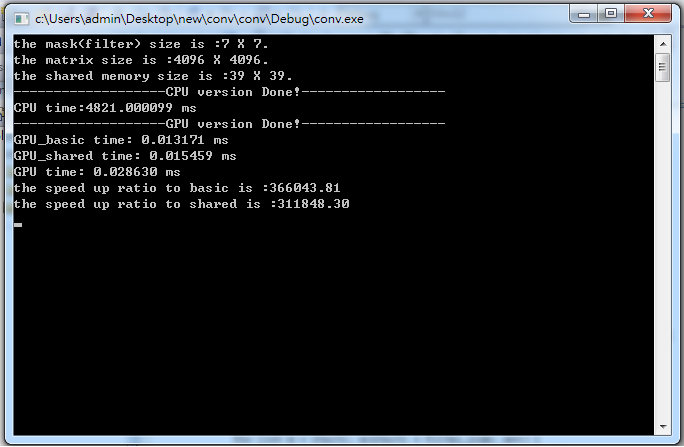 c:\Users\admin\Desktop\new\conv\conv\Debug\conv.exe
the mask(filter) size is :7 X 7.
the matrix size is :4096 X 4096.
the shared memory size is :39 X 39.
-------------------CPU version Done!------------------
CPU time:4821.000099 ms
-------------------GPU version Done!------------------
GPU_basic time: 0.013171 ms
GPU_shared time: 0.015459 ms
GPU time: 0.028630 ms
the speed up ratio to basic is :366043.81
the speed up ratio to shared is :311848.30